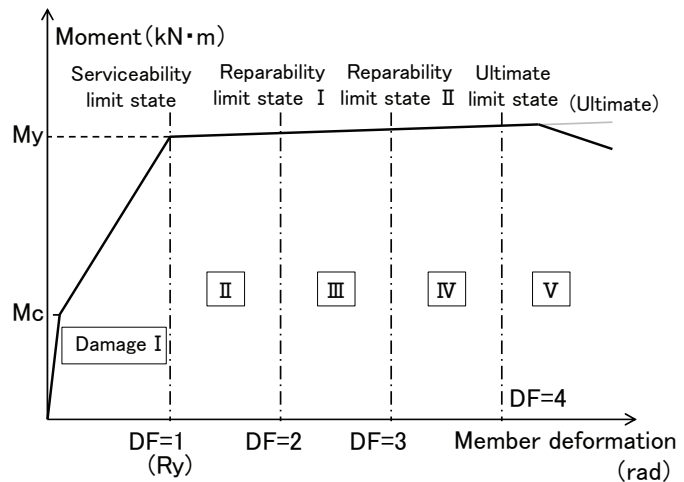 Moment(kN・m)
Serviceability
limit state
Reparability
limit state Ⅰ
Reparability
limit state Ⅱ
Ultimate
limit state
(Ultimate)
My
Mc
Damage Ⅰ
Ⅱ
Ⅲ
Ⅳ
Ⅴ
DF=1
(Ry)
DF=2
DF=3
DF=4
Member deformation
(rad)